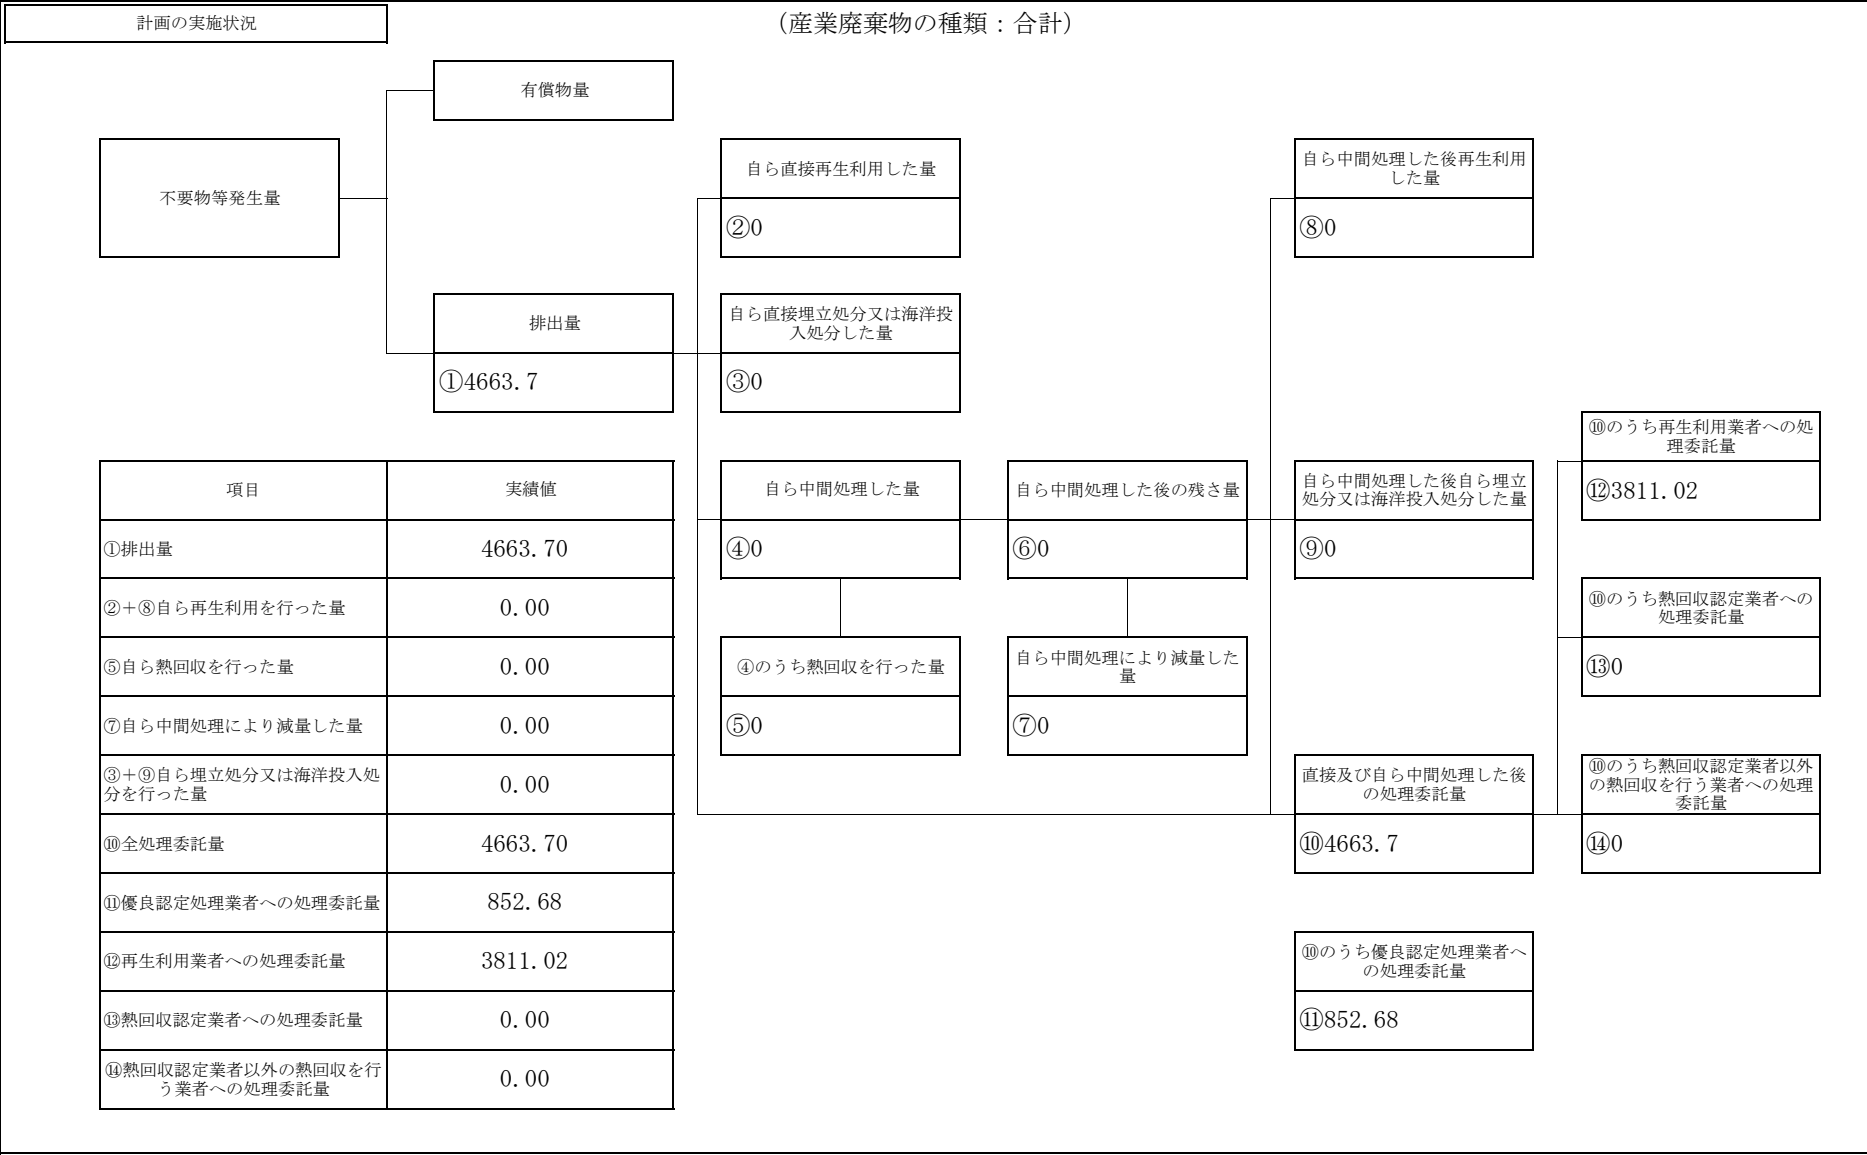 計画の実施状況
（産業廃棄物の種類：合計）
有償物量
不要物等発生量
自ら直接再生利用した量
②0
自ら中間処理した後再生利用
した量
⑧0
排出量
①4663.7
自ら直接埋立処分又は海洋投
入処分した量
③0
項目 実績値
①排出量 4663.70
②＋⑧自ら再生利用を行った量 0.00
⑤自ら熱回収を行った量 0.00
⑦自ら中間処理により減量した量 0.00
③＋⑨自ら埋立処分又は海洋投入処
分を行った量 0.00
⑩全処理委託量 4663.70
⑪優良認定処理業者への処理委託量 852.68
⑫再生利用業者への処理委託量 3811.02
⑬熱回収認定業者への処理委託量 0.00
⑭熱回収認定業者以外の熱回収を行
う業者への処理委託量 0.00
自ら中間処理した量
④0
④のうち熱回収を行った量
⑤0
自ら中間処理した後の残さ量
⑥0
自ら中間処理により減量した
量
⑦0
自ら中間処理した後自ら埋立
処分又は海洋投入処分した量
⑨0
直接及び自ら中間処理した後
の処理委託量
⑩4663.7
⑩のうち優良認定処理業者へ
の処理委託量
⑪852.68
⑩のうち再生利用業者への処
理委託量
⑫3811.02
⑩のうち熱回収認定業者への
処理委託量
⑬0
⑩のうち熱回収認定業者以外
の熱回収を行う業者への処理
委託量
⑭0